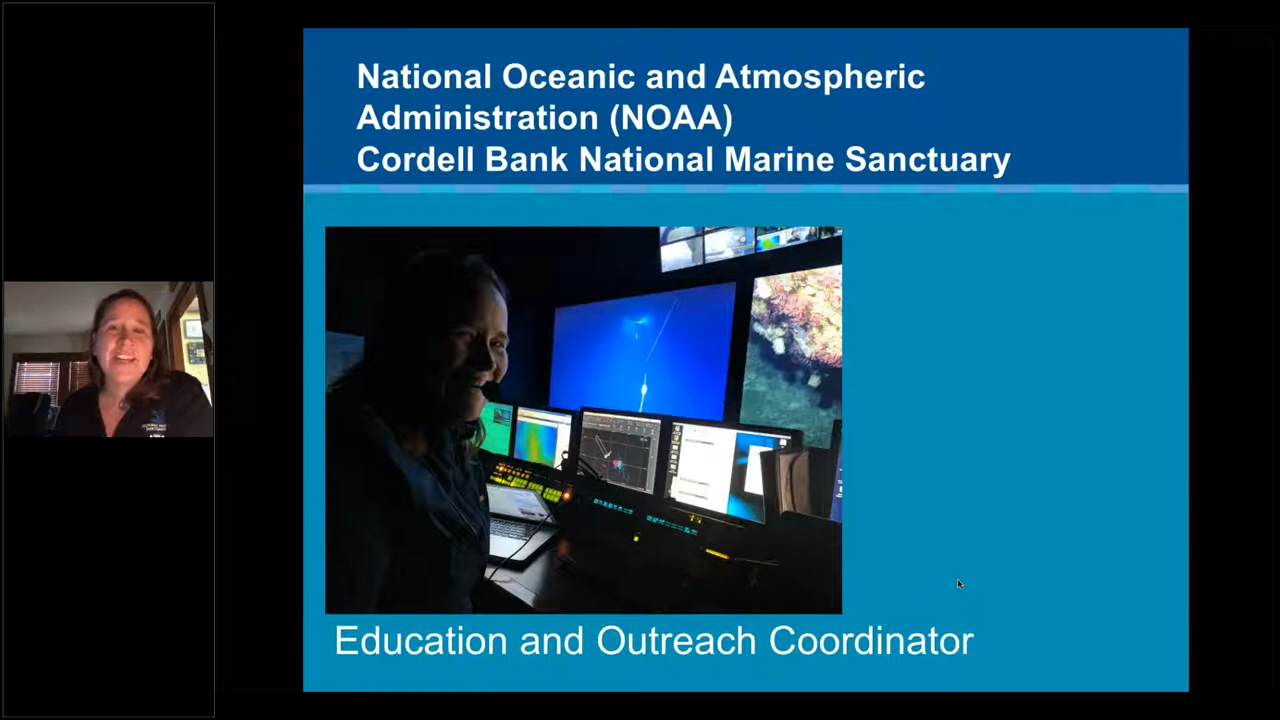 National Oceanic and Atmospheric
Administration (NOAA)
Cordell Bank National Marine Sanctuary
Education and Outreach Coordinator